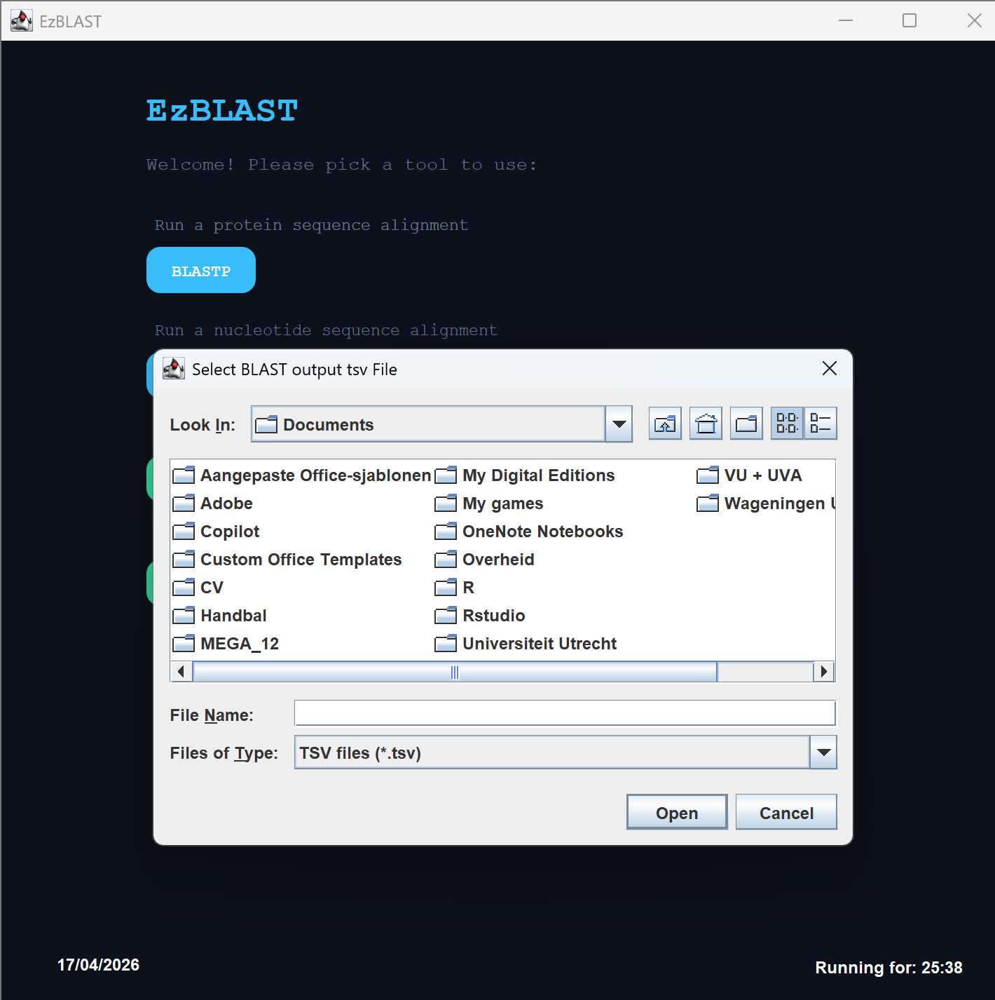 EzBLAST
EzBLAST
Welcome! Please pick a tool to use:
Run a protein sequence alignment
BLASTP
Run a nucleotide sequence alignment
Select BLAST output tsv File
Look In:
Documents
Aangepaste Office-sjablonen
Adobe
Copilot
Custom Office Templates
CV
Handbal
MEGA_12
My Digital Editions
My games
OneNote Notebooks
Overheid
R
Rstudio
Universiteit Utrecht
VU + UVA
Wageningen
File Name:
Files of Type:
TSV files (*.tsv)
Open
Cancel
17/04/2026
Running for: 25:38